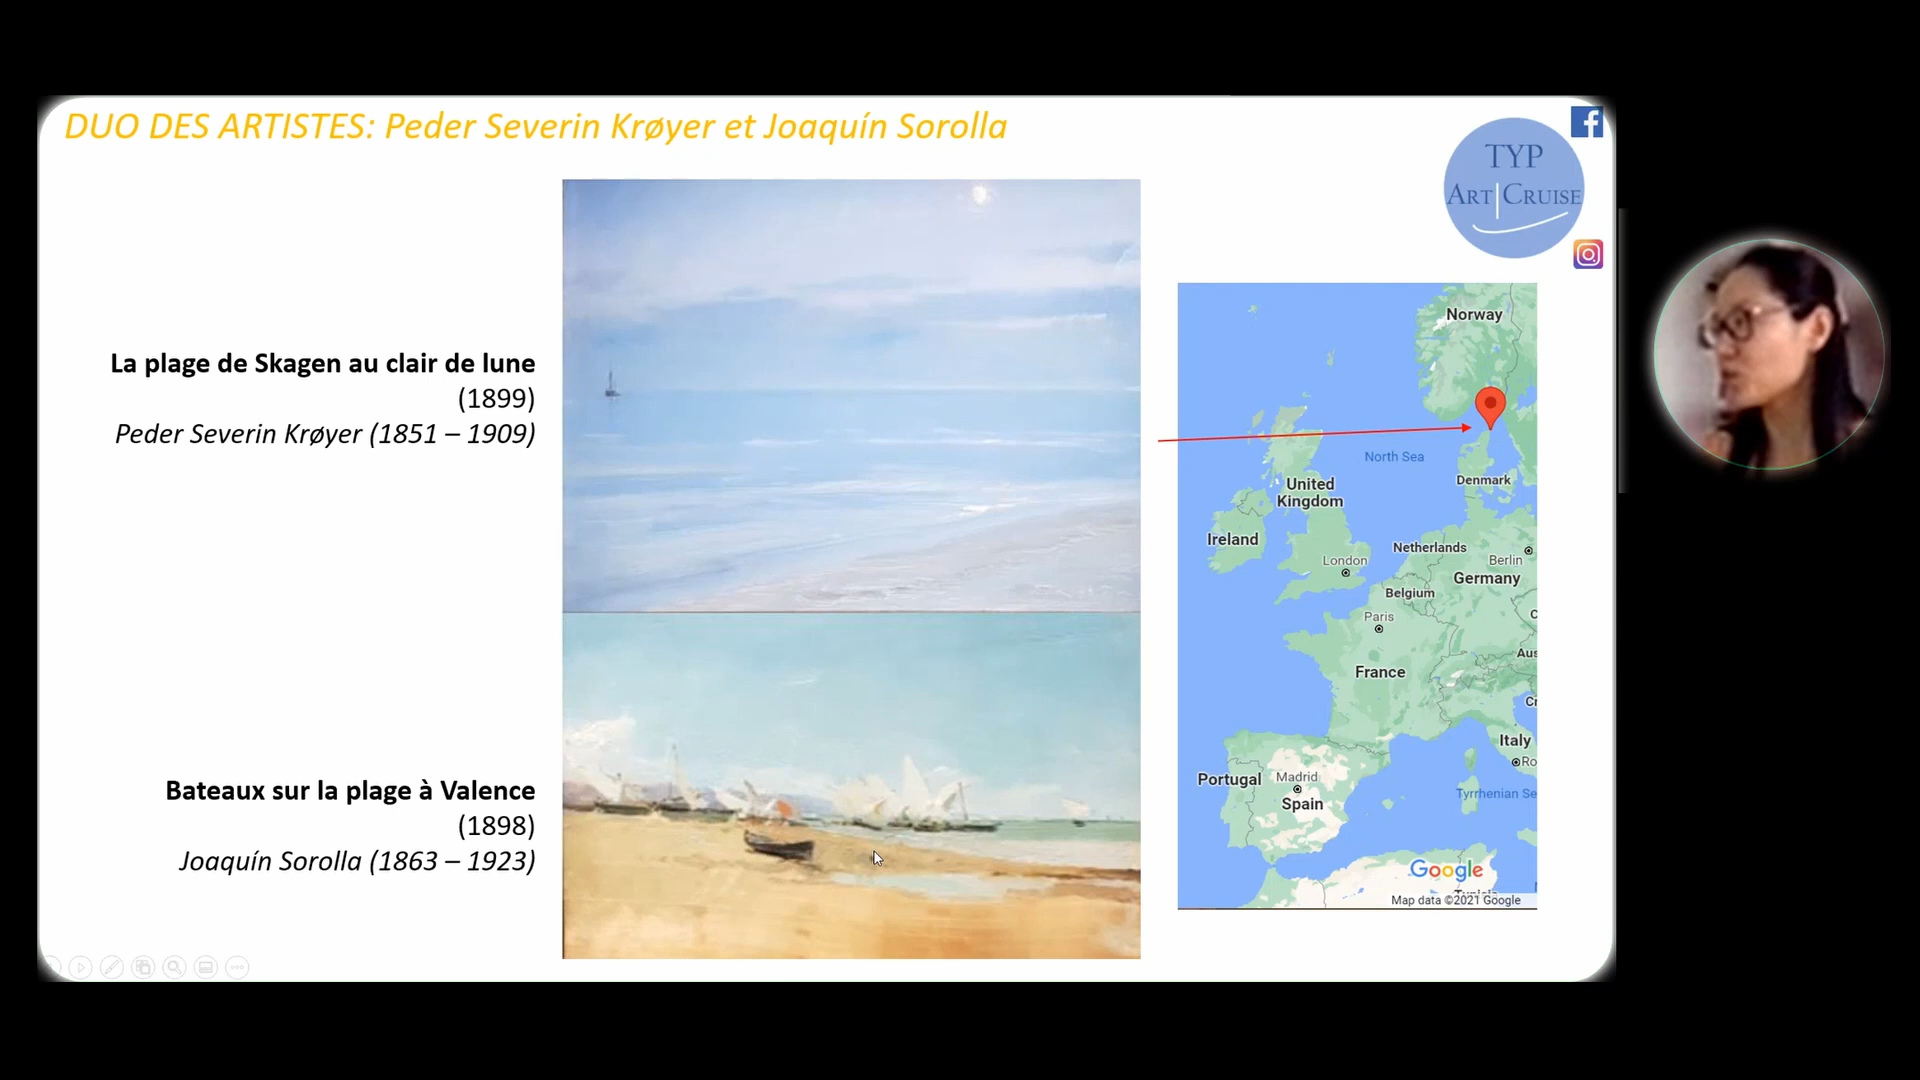 DUO DES ARTISTES: Peder Severin Krøyer et Joaquín Sorolla
TYP
ART CRUISE
La plage de Skagen au clair de lune
(1899)
Peder Severin Krøyer (1851 – 1909)
Bateaux sur la plage à Valence
(1898)
Joaquín Sorolla (1863 – 1923)
Norway
North Sea
Denmark
United
Kingdom
Ireland
Netherlands
London
Berlin
Germany
Belgium
Paris
Aus
France
Italy
Ro
Portugal
Madrid
Spain
Tyrrhenian Se
Google
Map data ©2021 Google